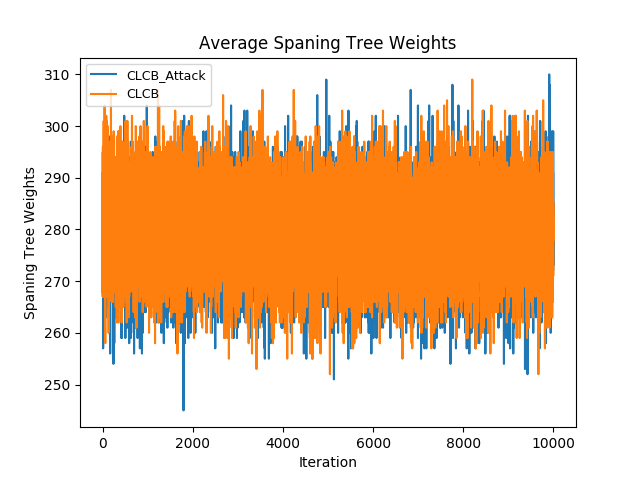 Average Spaning Tree Weights
CLCB_Attack
CLCB
Spaning Tree Weights
310
300
290
280
270
260
250
0 2000 4000 6000 8000 10000
Iteration